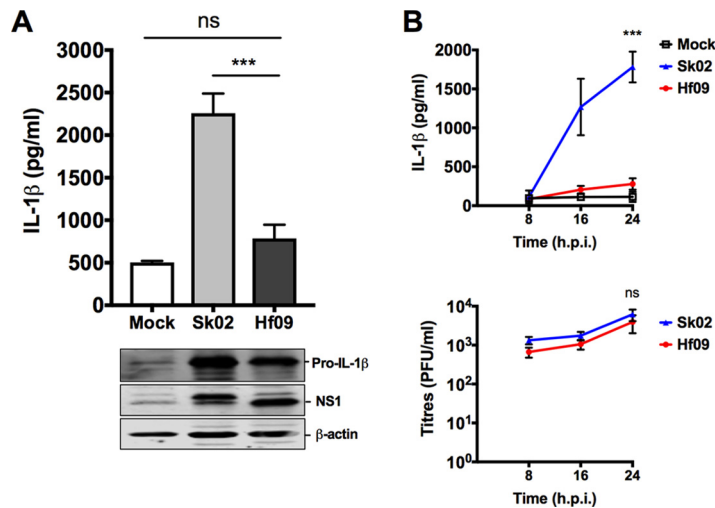 A
ns
***
3000
2500
2000
1500
1000
500
0
IL-1β (pg/ml)
Mock Sk02 Hf09
Pro-IL-1β
NS1
β-actin
B
***
2000
1500
1000
500
0
IL-1β (pg/ml)
8 16 24
Time (h.p.i.)
Mock
Sk02
Hf09
ns
10⁴
10³
10²
10¹
10⁰
Titres (PFU/ml)
8 16 24
Time (h.p.i.)
Sk02
Hf09